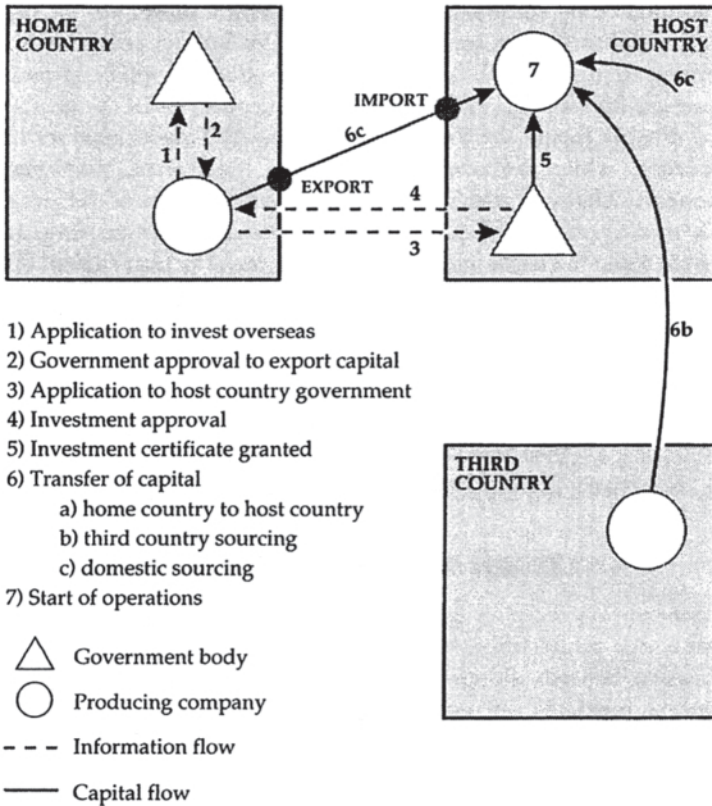 HOME
COUNTRY
HOST
COUNTRY
7
6c
IMPORT
6c
1
2
5
EXPORT
4
3
6b
1) Application to invest overseas
2) Government approval to export capital
3) Application to host country government
4) Investment approval
5) Investment certificate granted
6) Transfer of capital
a) home country to host country
b) third country sourcing
c) domestic sourcing
7) Start of operations
THIRD
COUNTRY
Government body
Producing company
Information flow
Capital flow